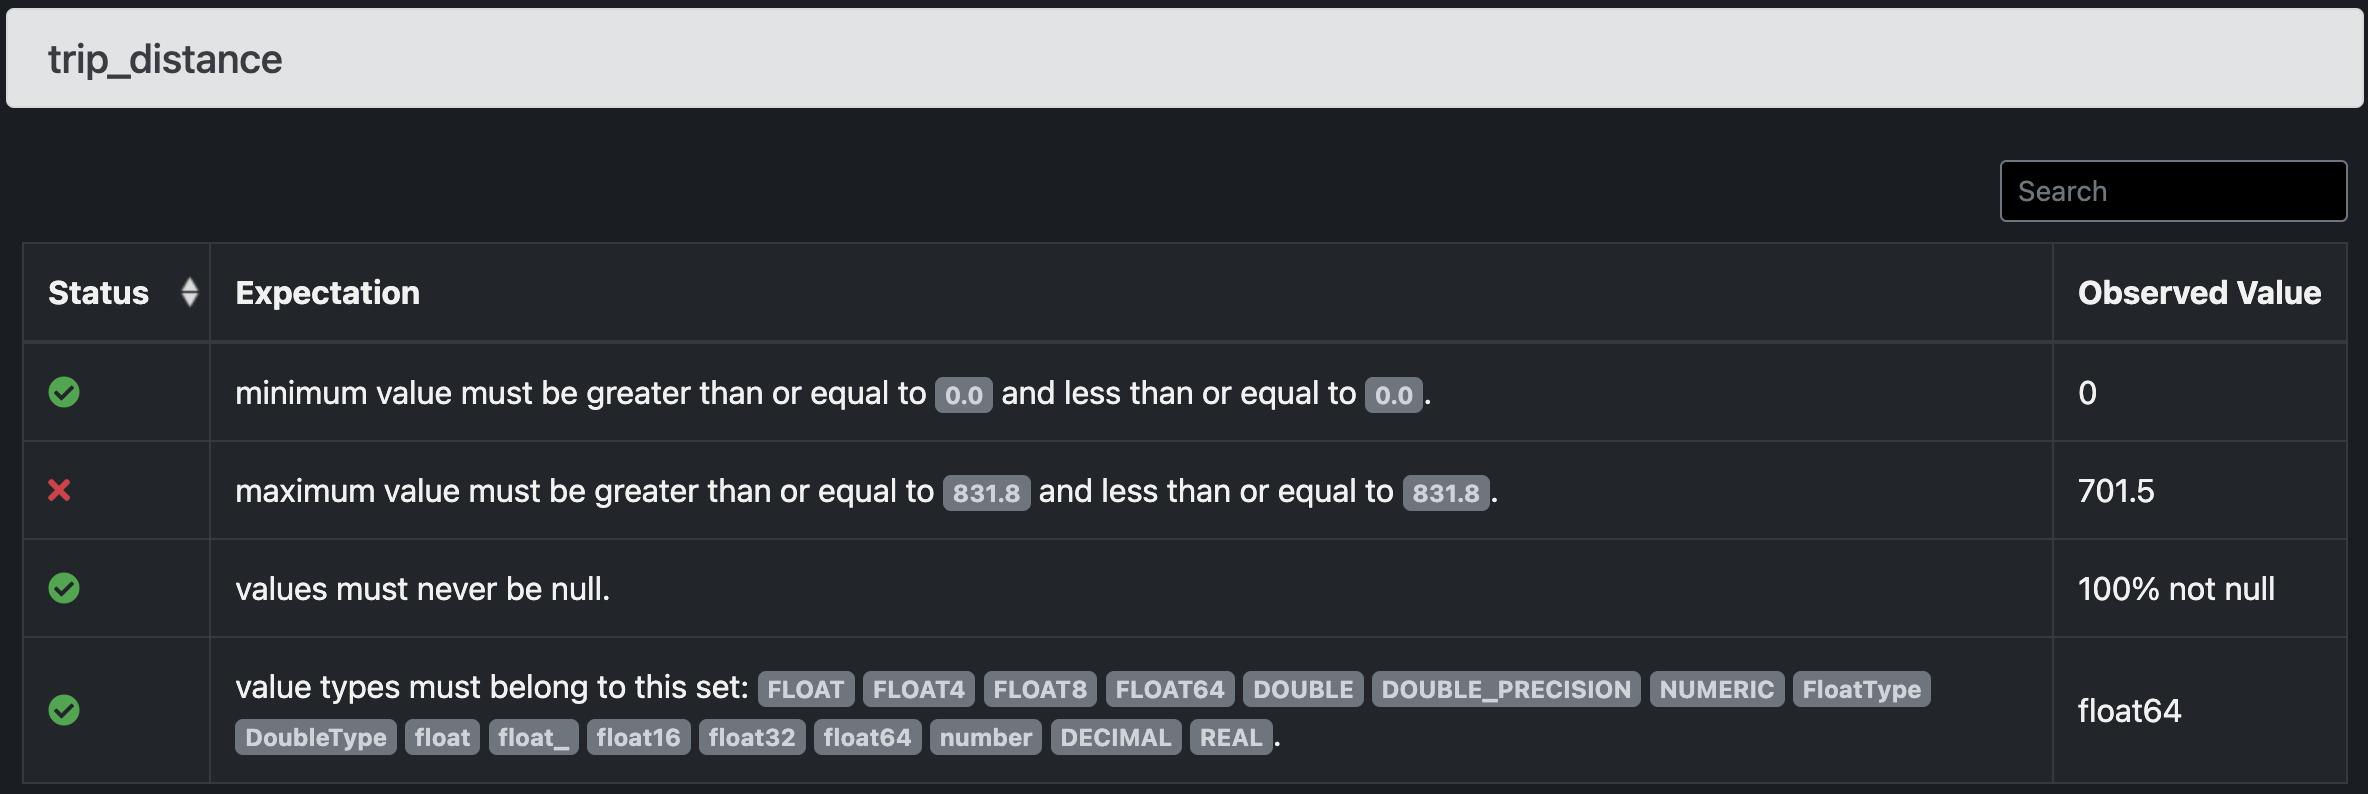 trip_distance
Search
Status Expectation Observed Value
minimum value must be greater than or equal to 0.0 and less than or equal to 0.0. 0
maximum value must be greater than or equal to 831.8 and less than or equal to 831.8. 701.5
values must never be null. 100% not null
value types must belong to this set: FLOAT FLOAT4 FLOAT8 FLOAT64 DOUBLE DOUBLE_PRECISION NUMERIC FloatType
DoubleType float float_ float16 float32 float64 number DECIMAL REAL.
float64